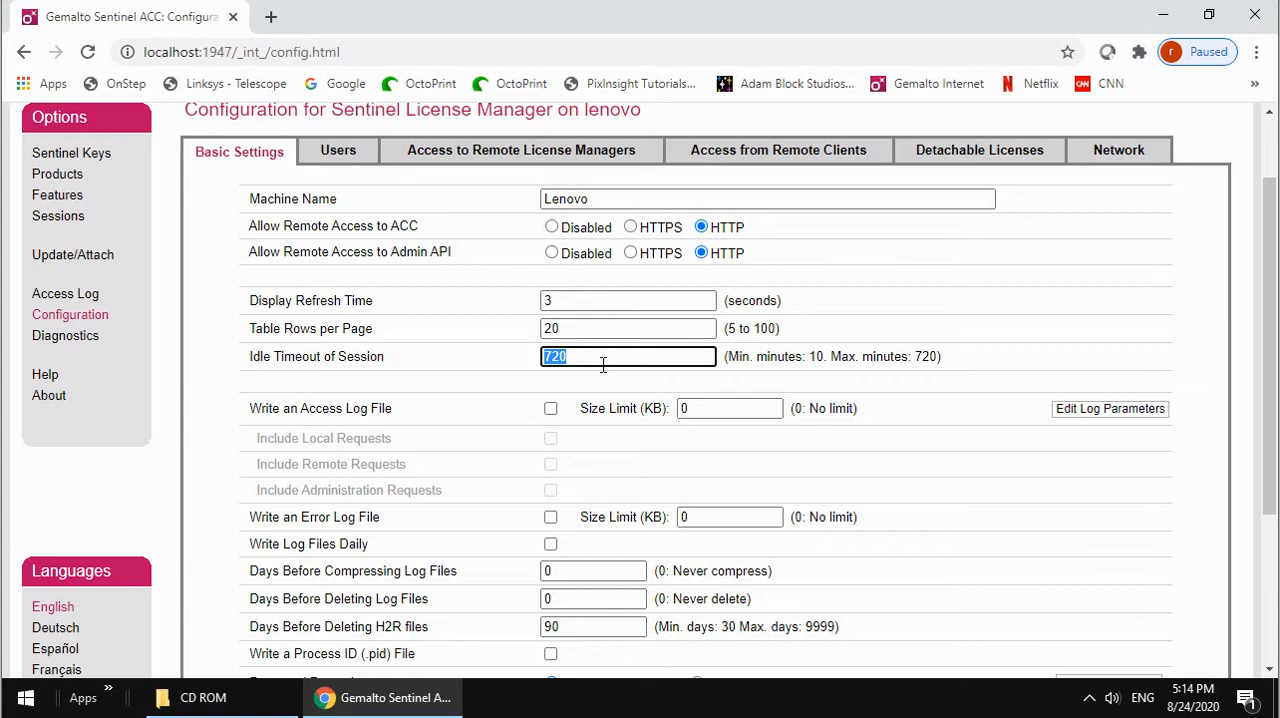 Gemalto Sentinel ACC: Configura
localhost:1947/_int_/config.html
r Paused
Apps OnStep Linksys - Telescope Google OctoPrint OctoPrint PixInsight Tutorials... Adam Block Studios... Gemalto Internet Netflix CNN »
Configuration for Sentinel License Manager on lenovo
Options
Sentinel Keys
Products
Features
Sessions
Update/Attach
Access Log
Configuration
Diagnostics
Help
About
Languages
English
Deutsch
Español
Français
Basic Settings Users Access to Remote License Managers Access from Remote Clients Detachable Licenses Network
Machine Name Lenovo
Allow Remote Access to ACC Disabled HTTPS HTTP
Allow Remote Access to Admin API Disabled HTTPS HTTP
Display Refresh Time 3 (seconds)
Table Rows per Page 20 (5 to 100)
Idle Timeout of Session 720 (Min. minutes: 10. Max. minutes: 720)
Write an Access Log File Size Limit (KB): 0 (0: No limit) Edit Log Parameters
Include Local Requests
Include Remote Requests
Include Administration Requests
Write an Error Log File Size Limit (KB): 0 (0: No limit)
Write Log Files Daily
Days Before Compressing Log Files 0 (0: Never compress)
Days Before Deleting Log Files 0 (0: Never delete)
Days Before Deleting H2R files 90 (Min. days: 30 Max. days: 9999)
Write a Process ID (.pid) File
Apps » CD ROM Gemalto Sentinel A... ENG 5:14 PM
8/24/2020 1